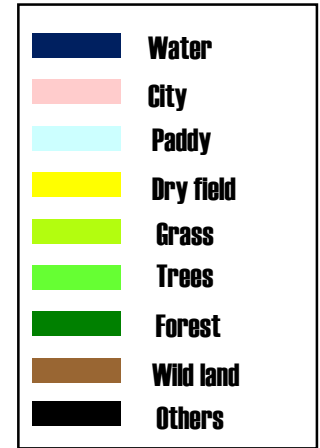 Water
City
Paddy
Dry field
Grass
Trees
Forest
Wild land
Others